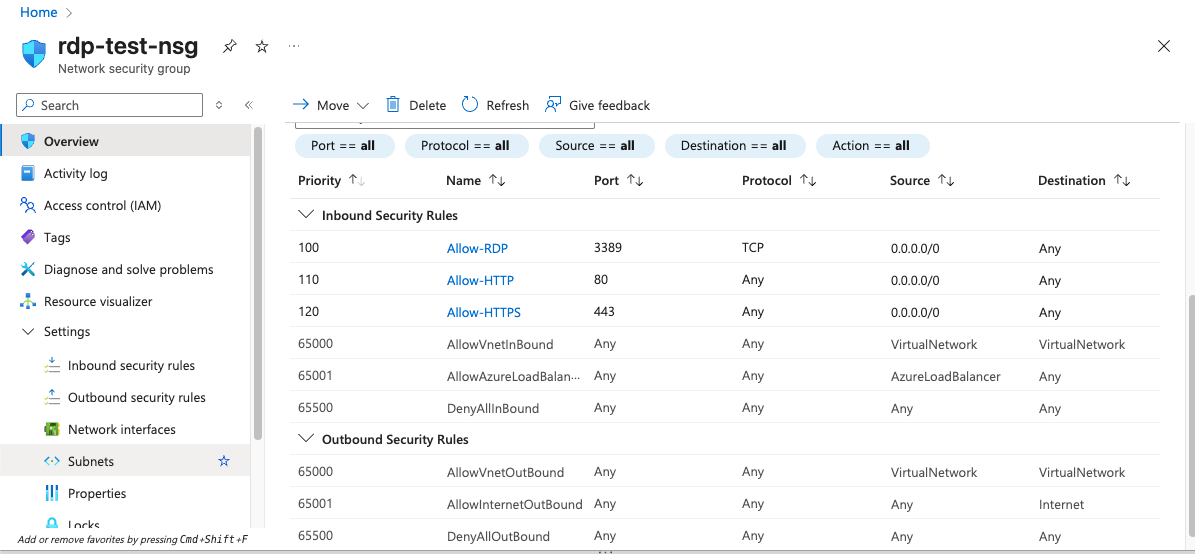 Home >
rdp-test-nsg ...
Network security group
Search
Move Delete Refresh Give feedback
Overview
Activity log
Access control (IAM)
Tags
Diagnose and solve problems
Resource visualizer
Settings
Inbound security rules
Outbound security rules
Network interfaces
Subnets
Properties
Locks
Add or remove favorites by pressing Cmd+Shift+F
Port == all Protocol == all Source == all Destination == all Action == all
Priority Name Port Protocol Source Destination
Inbound Security Rules
100 Allow-RDP 3389 TCP 0.0.0.0/0 Any
110 Allow-HTTP 80 Any 0.0.0.0/0 Any
120 Allow-HTTPS 443 Any 0.0.0.0/0 Any
65000 AllowVnetInBound Any Any VirtualNetwork VirtualNetwork
65001 AllowAzureLoadBalan... Any Any AzureLoadBalancer Any
65500 DenyAllInBound Any Any Any Any
Outbound Security Rules
65000 AllowVnetOutBound Any Any VirtualNetwork VirtualNetwork
65001 AllowInternetOutBound Any Any Any Internet
65500 DenyAllOutBound Any Any Any Any